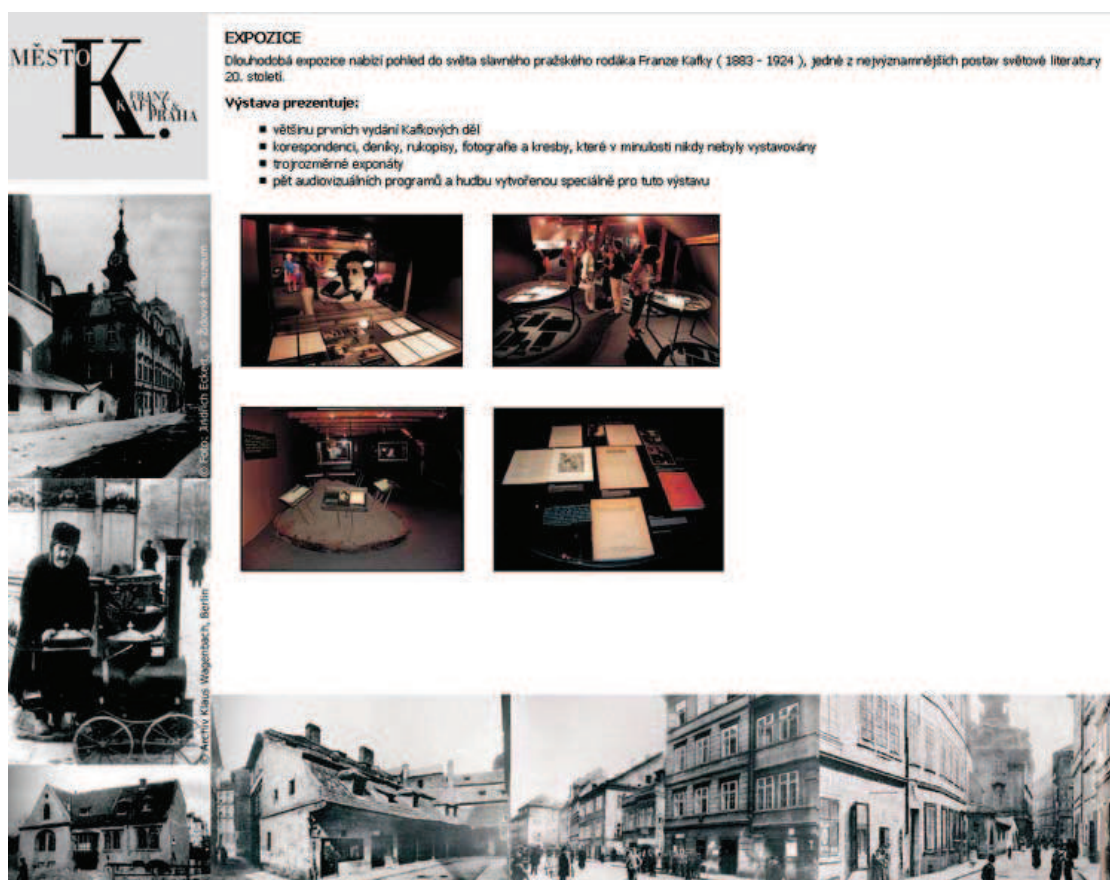 MĚSTO
K.
FRANZ
KAFKA &
PRAHA
EXPOZICE
Dlouhodobá expozice nabízí pohled do světa slavného pražského rodáka Franze Kafky ( 1883 - 1924 ), jedné z nejvýznamnějších postav světové literatury
20. století.
Výstava prezentuje:
▪ většinu prvních vydání Kafkových děl
▪ korespondenci, deníky, rukopisy, fotografie a kresby, které v minulosti nikdy nebyly vystavovány
▪ trojrozměrné exponáty
▪ pět audiovizuálních programů a hudbu vytvořenou speciálně pro tuto výstavu
© Foto: Jindřich Eckert, © Židovské muzeum
© Archiv Klaus Wagenbach, Berlin